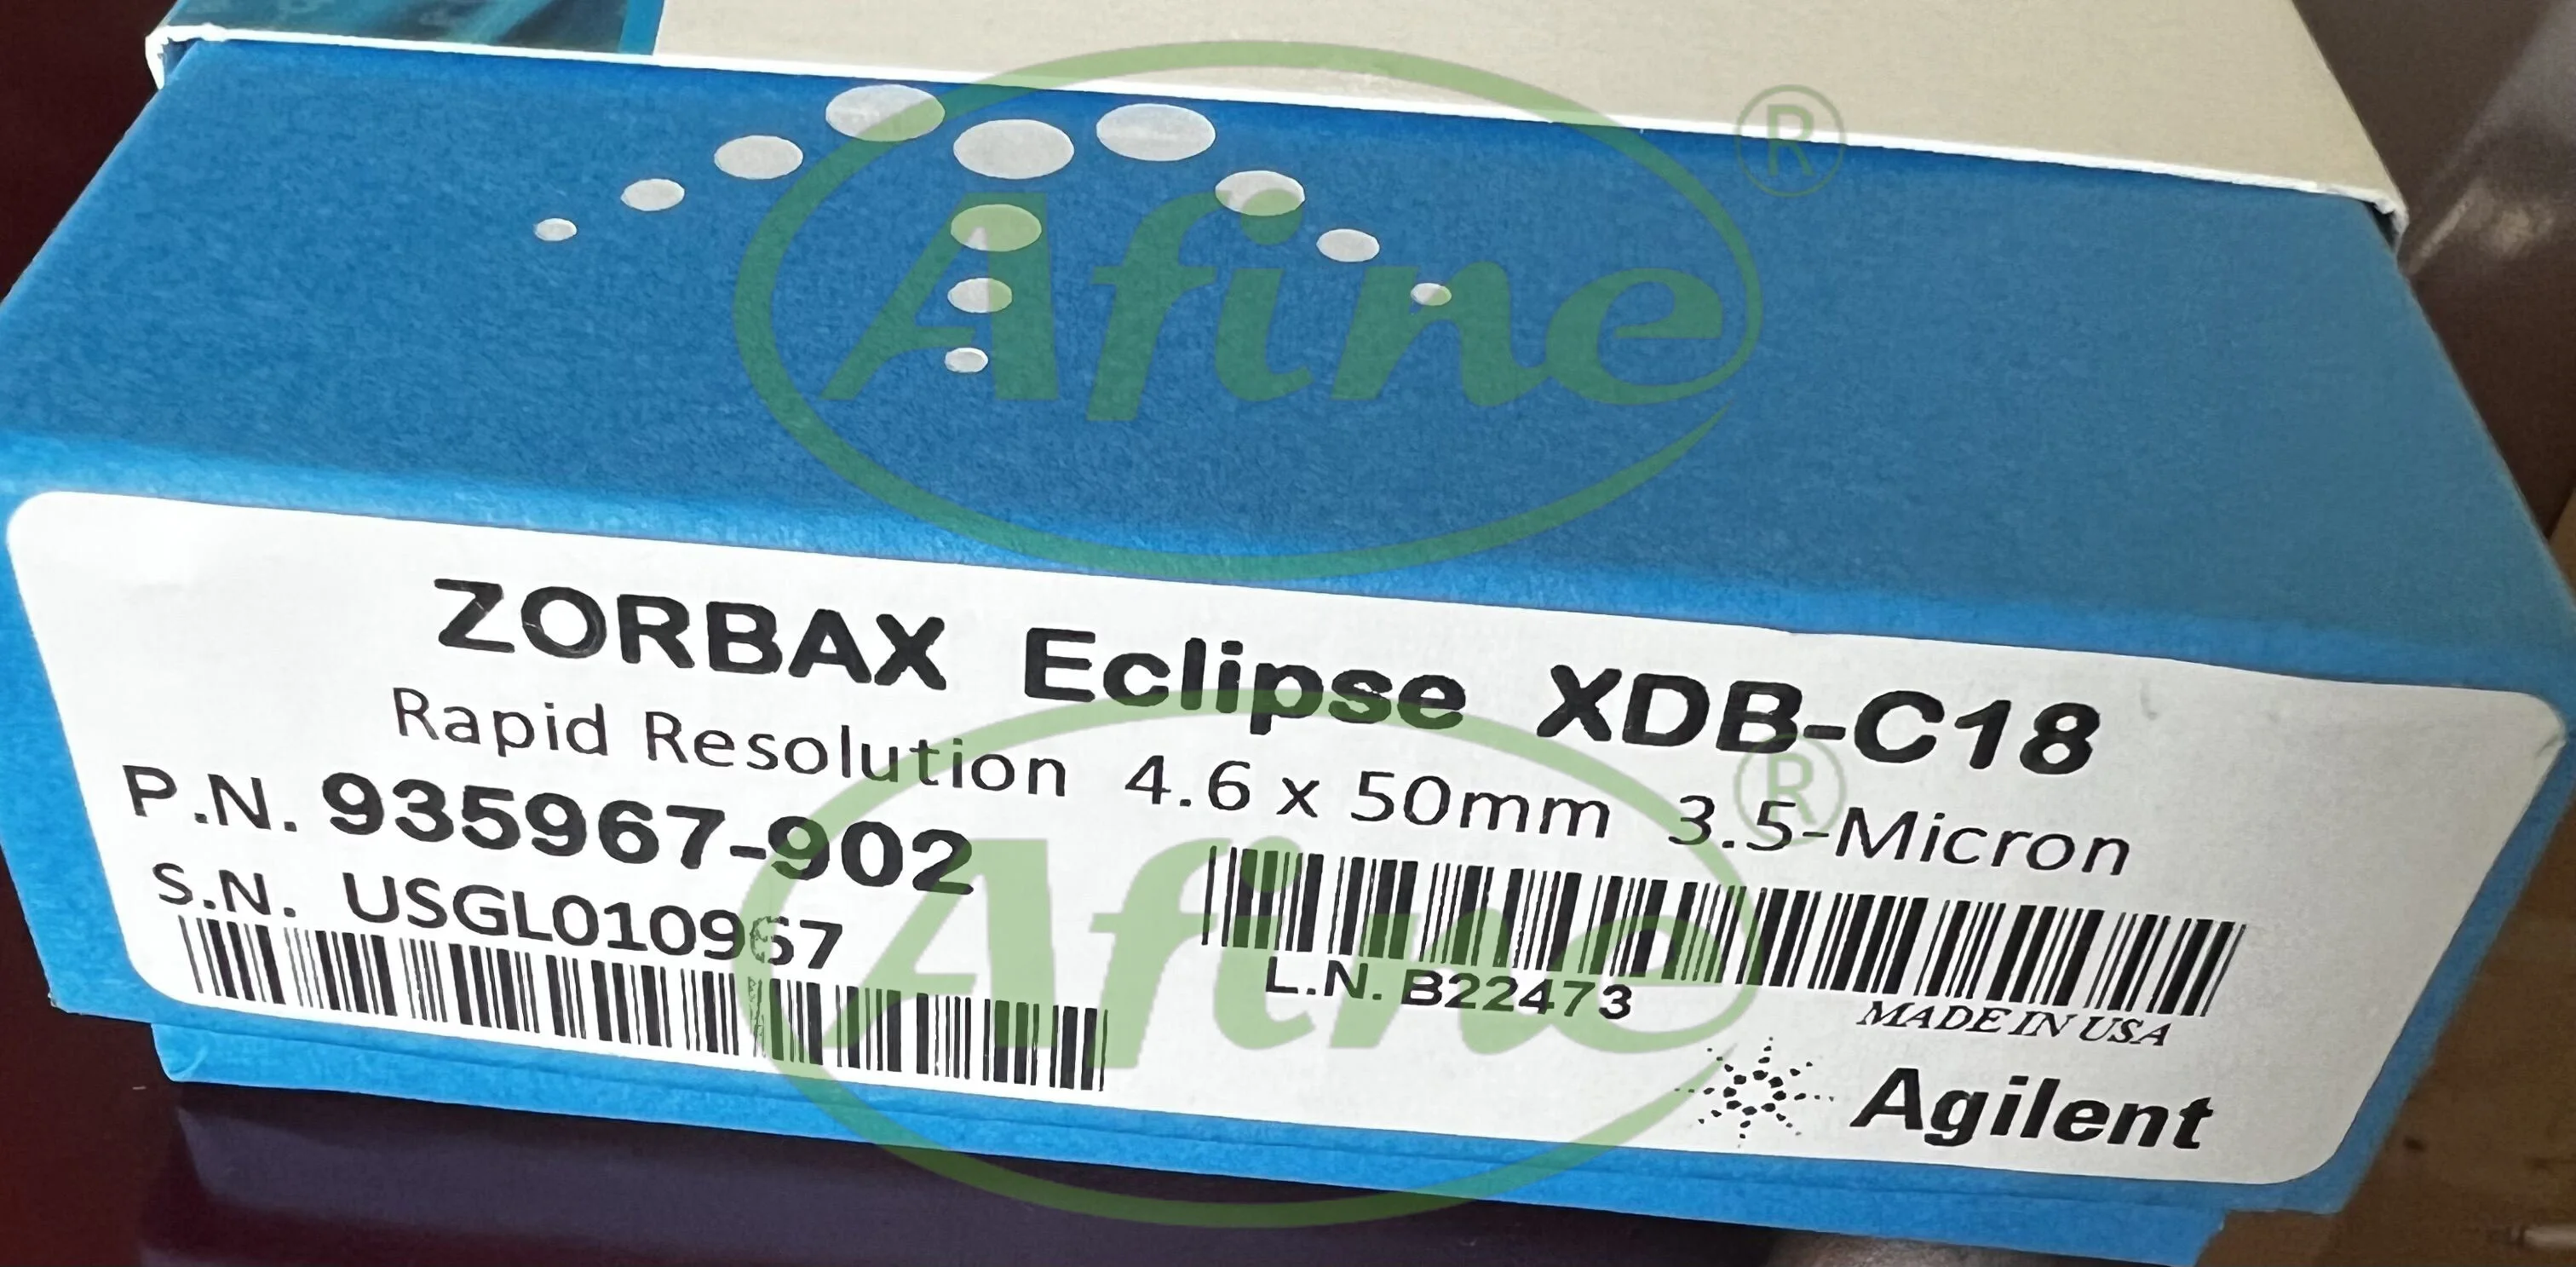 Afine ®
ZORBAX Eclipse XDB-C18
Rapid Resolution 4.6 x 50mm 3.5-Micron
P.N. 935967-902
S.N. USGL010967
L.N. B22473
MADE IN USA
Agilent
Afine ®